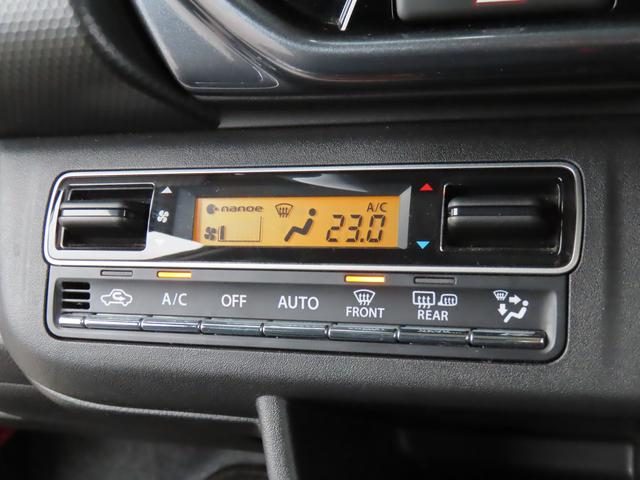 nanoe A/C
23.0
A/C OFF AUTO FRONT REAR